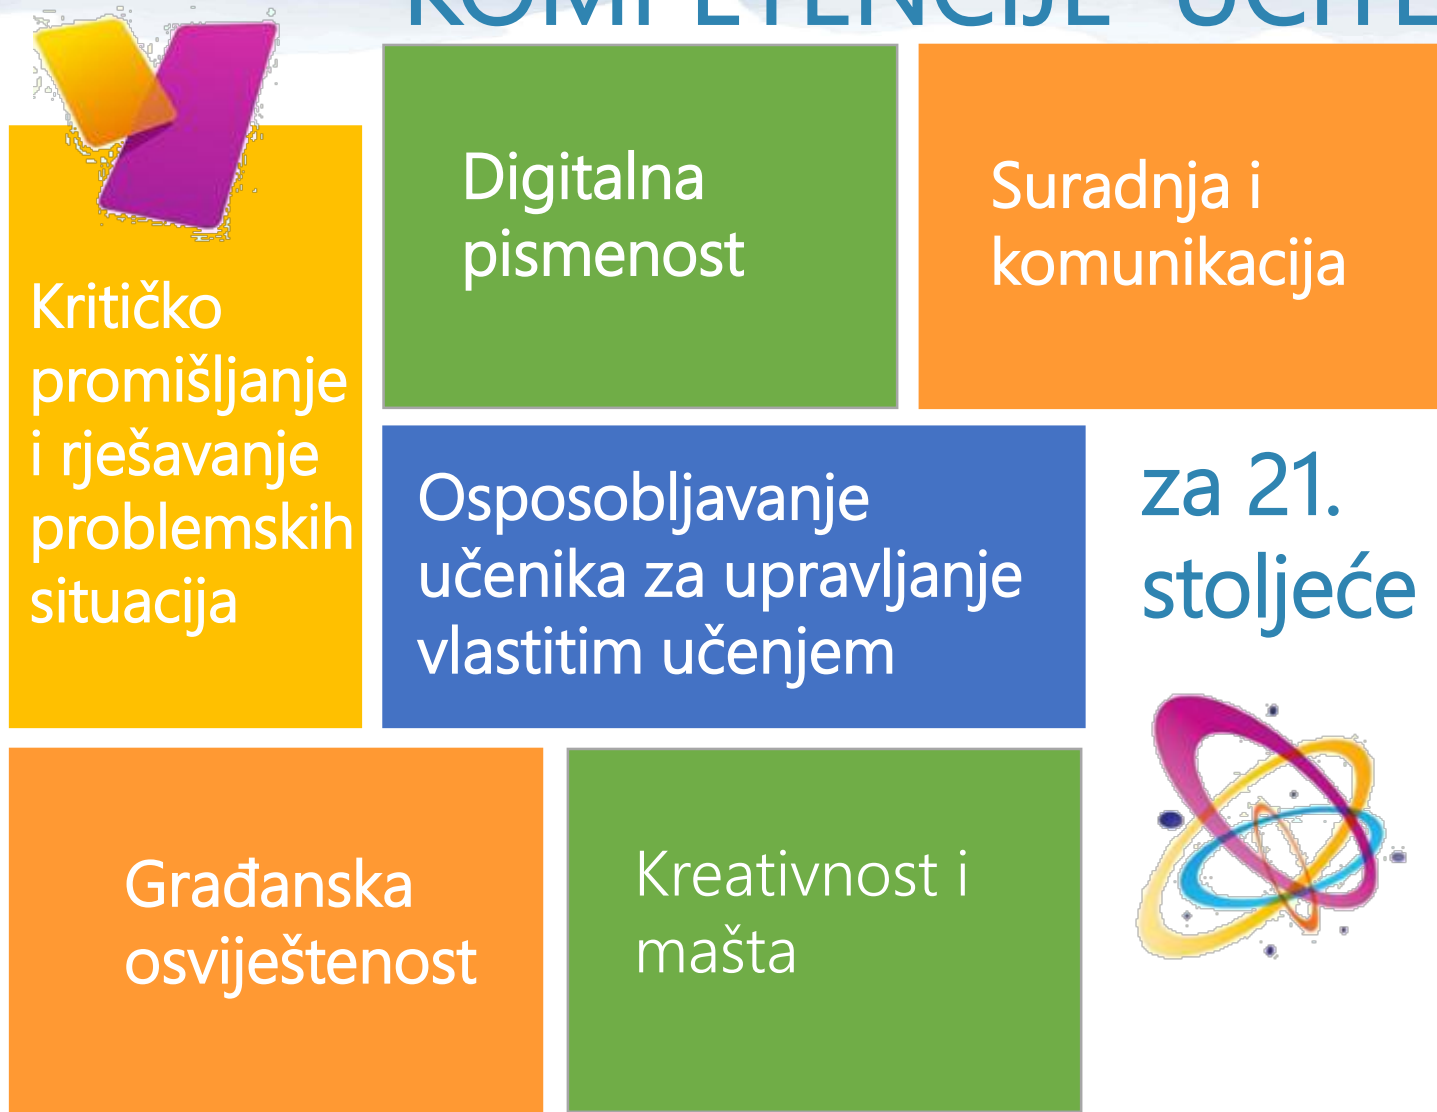 KOMPETENCIJE
Digitalna
pismenost
Suradnja i
komunikacija
Kritičko
promišljanje
i rješavanje
problemskih
situacija
Osposobljavanje
učenika za upravljanje
vlastitim učenjem
za 21.
stoljeće
Građanska
osviještenost
Kreativnost i
mašta